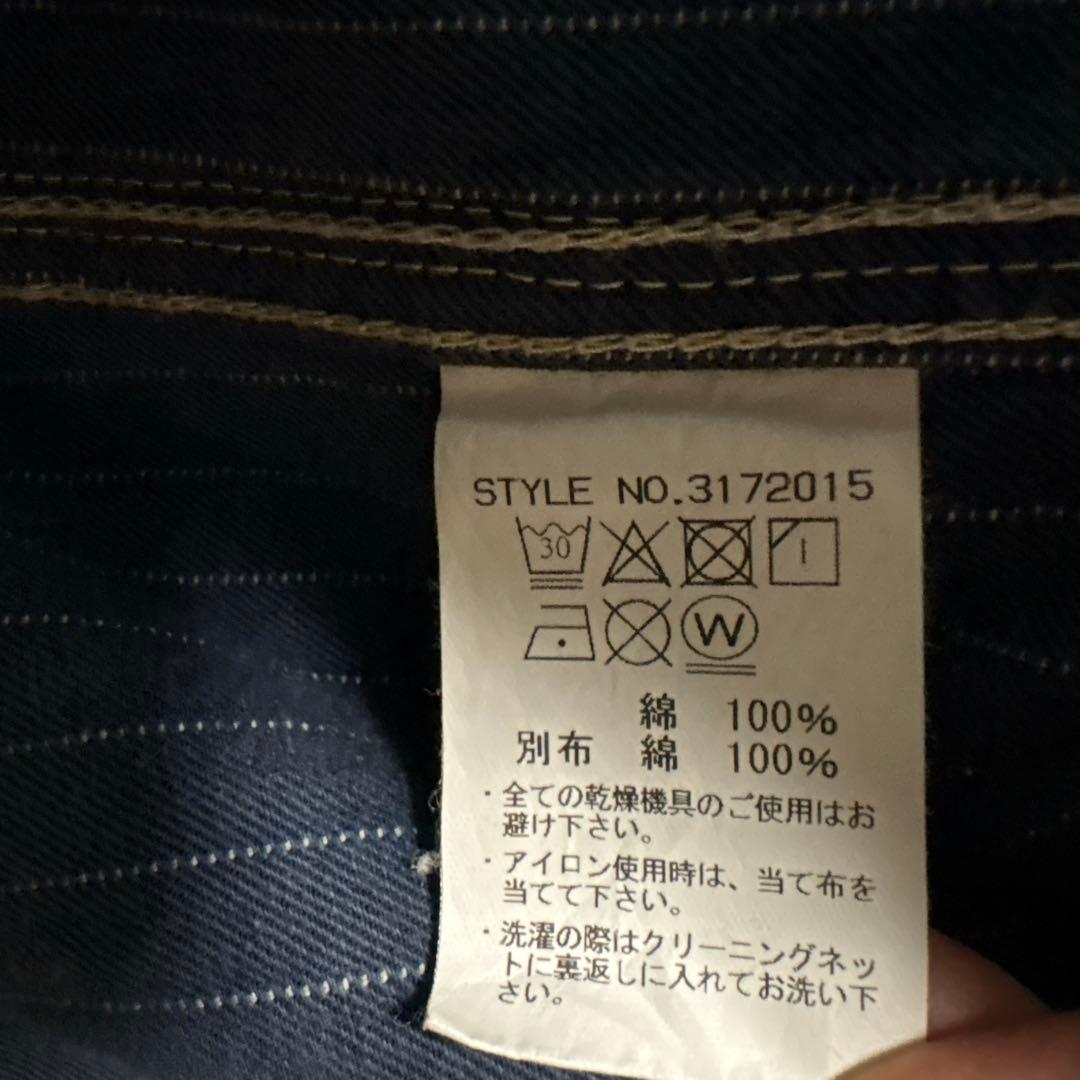 STYLE NO.3172015
30
W
綿 100%
別布 綿 100%
・全ての乾燥機具のご使用はお
避け下さい。
・アイロン使用時は、当て布を
当てて下さい。
・洗濯の際はクリーニングネッ
トに裏返しに入れてお洗い下
さい。